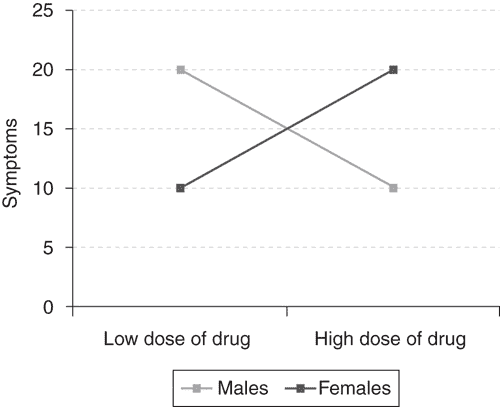 25
20
15
10
5
0
Symptoms
Low dose of drug
High dose of drug
Males
Females